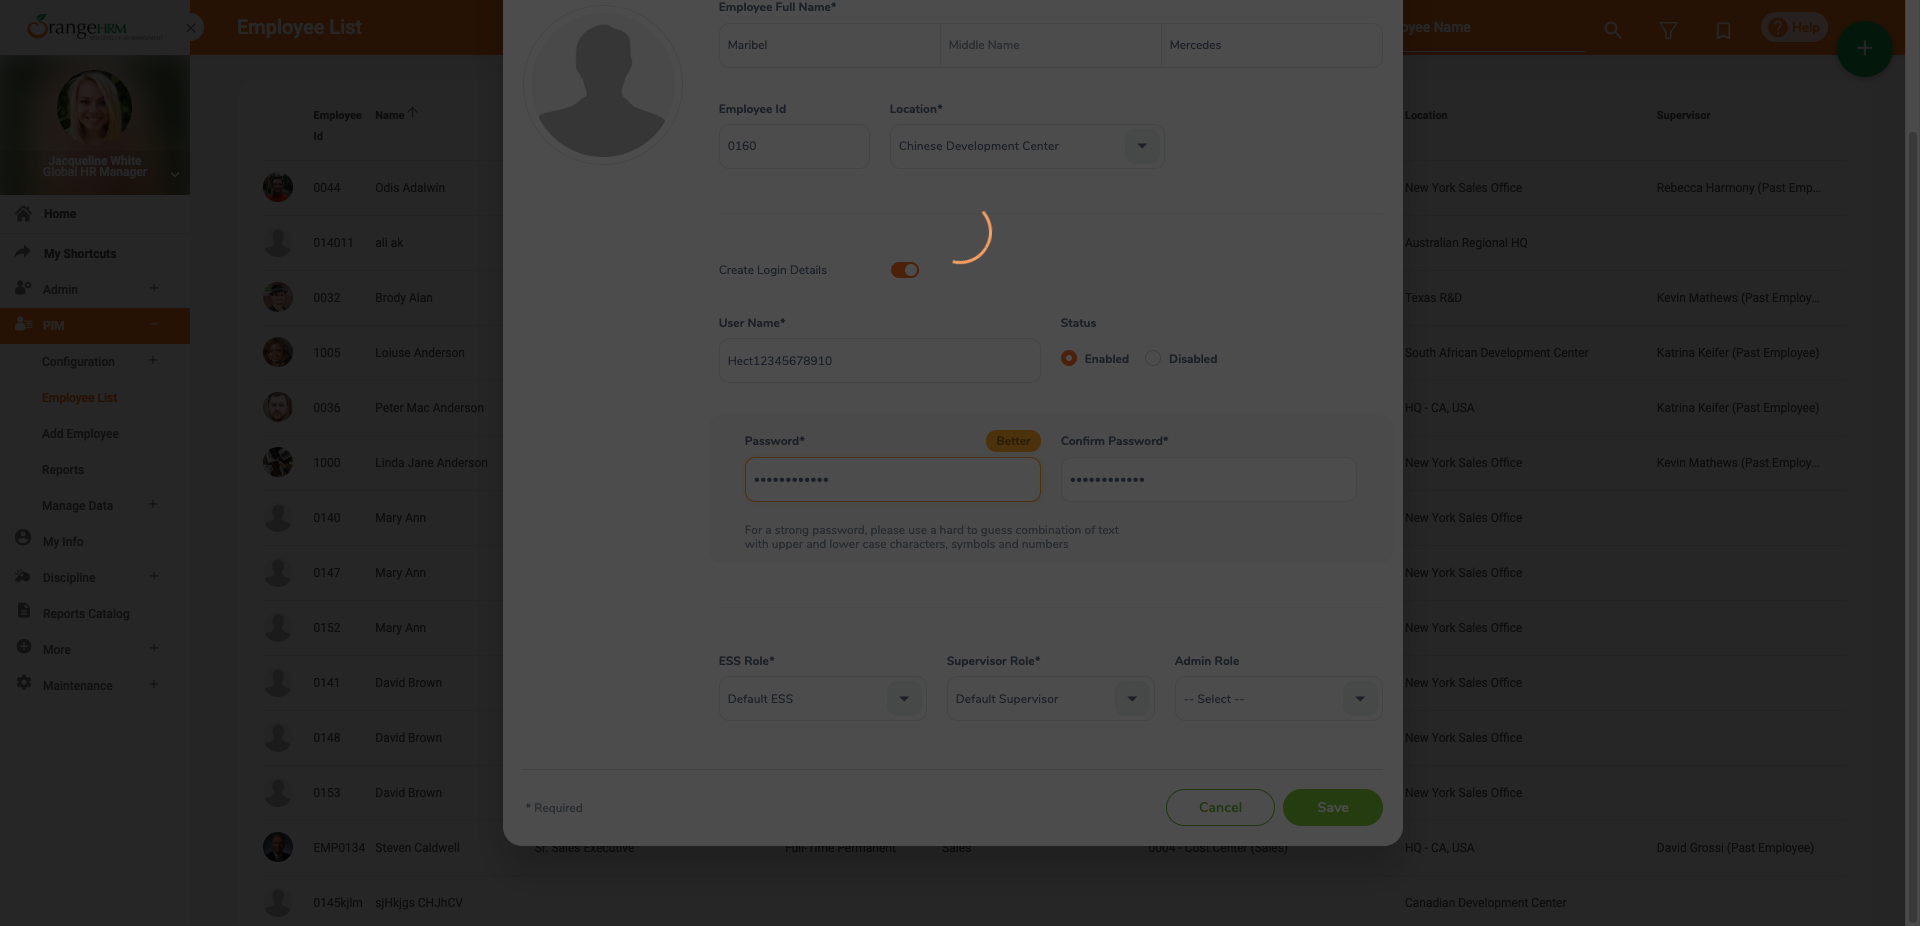 OrangeHRM
Employee List
yee Name
Help
Jacqueline White
Global HR Manager
Home
My Shortcuts
Admin
PIM
Configuration
Employee List
Add Employee
Reports
Manage Data
My Info
Discipline
Reports Catalog
More
Maintenance
Employee Id
Name
Location
Supervisor
0044 Odis Adalwin New York Sales Office Rebecca Harmony (Past Emp...
014011 ali ak Australian Regional HQ
0032 Brody Alan Texas R&D Kevin Mathews (Past Employ...
1005 Loiuse Anderson South African Development Center Katrina Keifer (Past Employee)
0036 Peter Mac Anderson HQ - CA, USA Katrina Keifer (Past Employee)
1000 Linda Jane Anderson New York Sales Office Kevin Mathews (Past Employ...
0140 Mary Ann New York Sales Office
0147 Mary Ann New York Sales Office
0152 Mary Ann New York Sales Office
0141 David Brown New York Sales Office
0148 David Brown New York Sales Office
0153 David Brown New York Sales Office
EMP0134 Steven Caldwell Sr. Sales Executive Full-Time Permanent Sales 0004 - Cost Center (Sales) HQ - CA, USA David Grossi (Past Employee)
0145kjlm sjHkjgs CHJhCV Canadian Development Center
Employee Full Name*
Maribel Middle Name Mercedes
Employee Id Location*
0160 Chinese Development Center
Create Login Details
User Name* Status
Hect12345678910 Enabled Disabled
Password* Better Confirm Password*
•••••••••••• ••••••••••••
For a strong password, please use a hard to guess combination of text
with upper and lower case characters, symbols and numbers
ESS Role* Supervisor Role* Admin Role
Default ESS Default Supervisor -- Select --
* Required Cancel Save